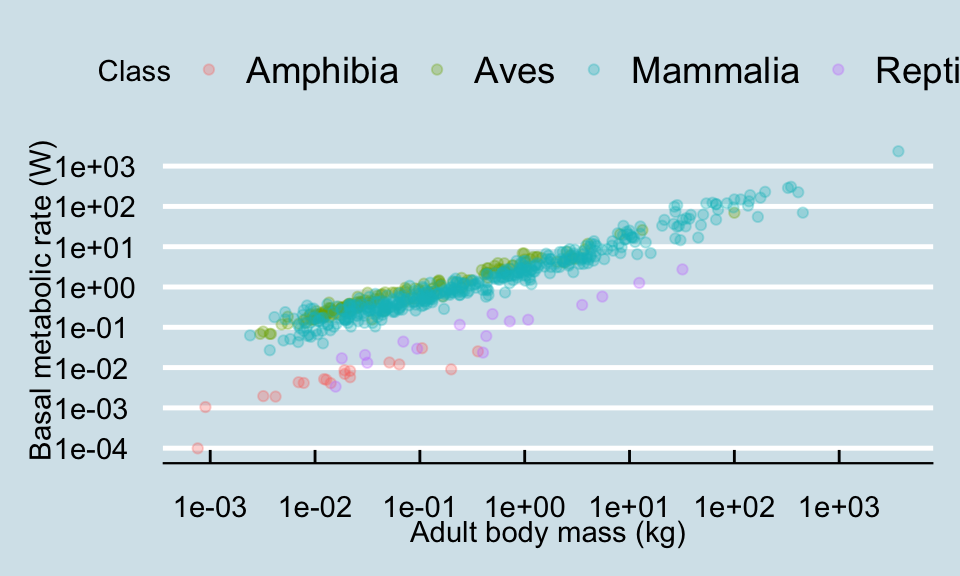 Class Amphibia Aves Mammalia Repti
Basal metabolic rate (W)
1e+03
1e+02
1e+01
1e+00
1e-01
1e-02
1e-03
1e-04
1e-03 1e-02 1e-01 1e+00 1e+01 1e+02 1e+03
Adult body mass (kg)